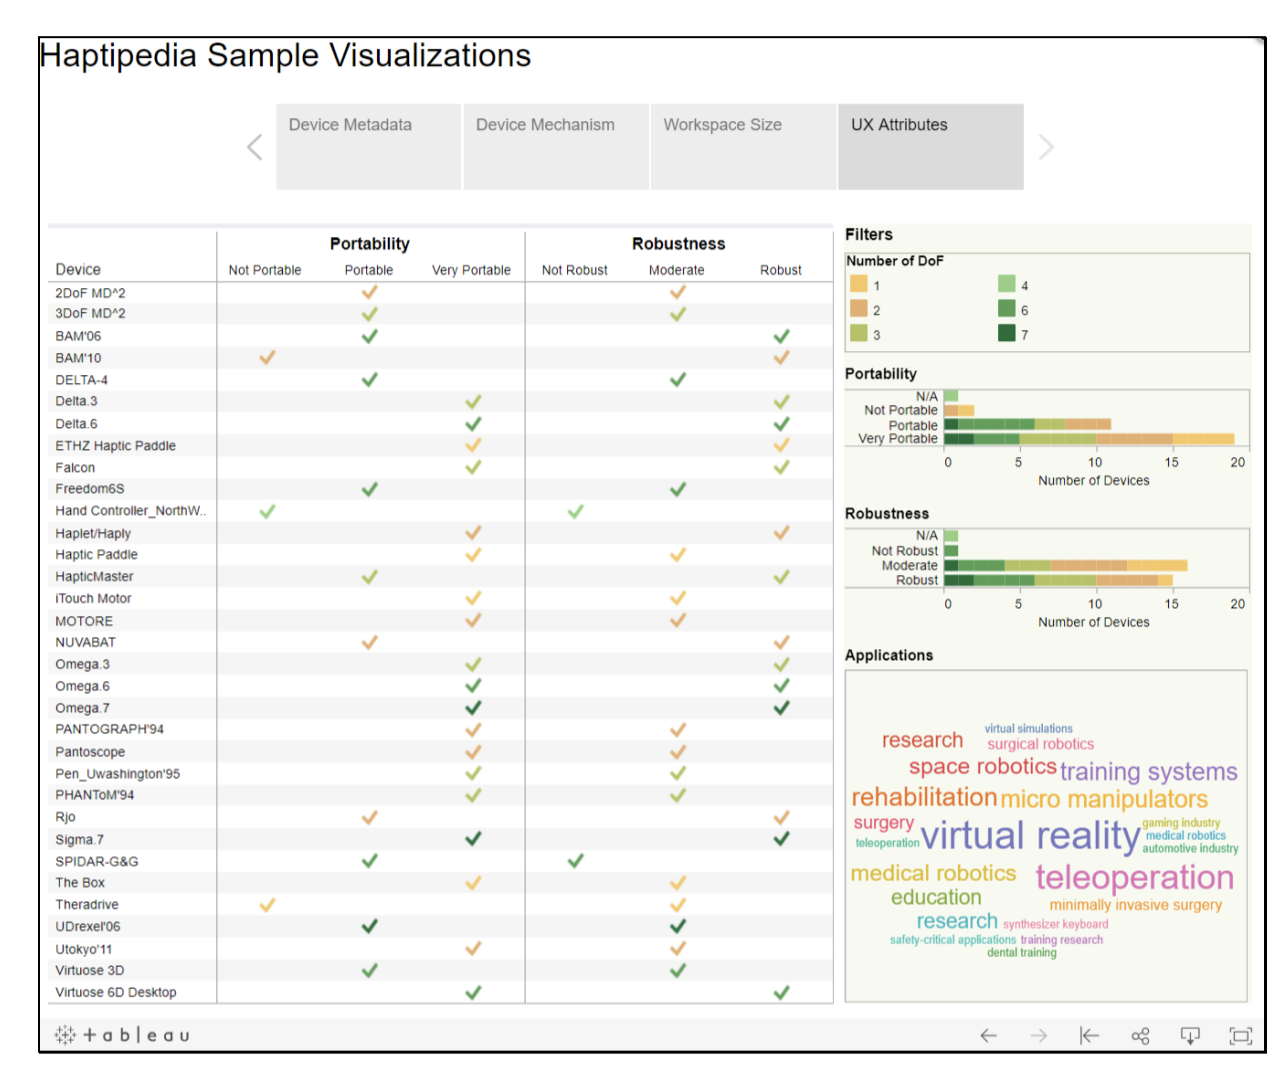 Haptipedia Sample Visualizations
Device Metadata
Device Mechanism
Workspace Size
UX Attributes
Portability Robustness
Device Not Portable Portable Very Portable Not Robust Moderate Robust
2DoF MD^2
3DoF MD^2
BAM'06
BAM'10
DELTA-4
Delta.3
Delta.6
ETHZ Haptic Paddle
Falcon
Freedom6S
Hand Controller_NorthW..
Haplet/Haply
Haptic Paddle
HapticMaster
iTouch Motor
MOTORE
NUVABAT
Omega.3
Omega.6
Omega.7
PANTOGRAPH'94
Pantoscope
Pen_Uwashington'95
PHANToM'94
Rjo
Sigma.7
SPIDAR-G&G
The Box
Theradrive
UDrexel'06
Utokyo'11
Virtuose 3D
Virtuose 6D Desktop
Filters
Number of DoF
1 4
2 6
3 7
Portability
N/A
Not Portable
Portable
Very Portable
0 5 10 15 20
Number of Devices
Robustness
N/A
Not Robust
Moderate
Robust
0 5 10 15 20
Number of Devices
Applications
virtual simulations
research surgical robotics
space robotics training systems
rehabilitation micro manipulators
surgery virtual reality gaming industry
teleoperation medical robotics
automotive industry
medical robotics teleoperation
education minimally invasive surgery
research synthesizer keyboard
safety-critical applications training research
dental training
+ a b l e a u